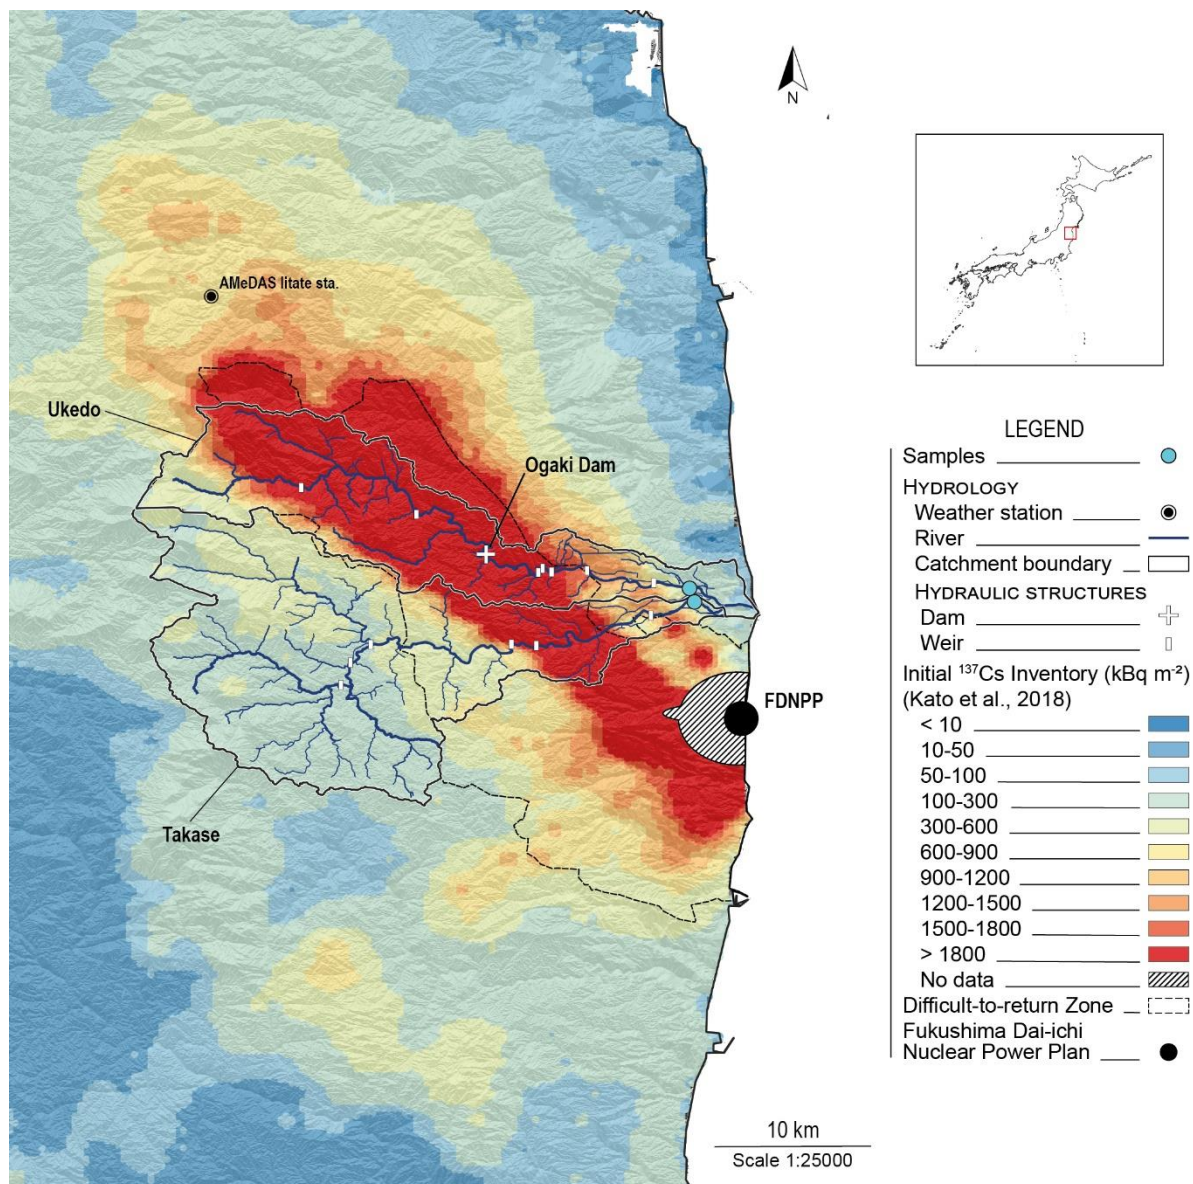 N
AMeDAS Iitate sta.
Ukedo
Ogaki Dam
FDNPP
Takase
LEGEND
Samples
HYDROLOGY
Weather station
River
Catchment boundary
HYDRAULIC STRUCTURES
Dam
Weir
Initial ¹³⁷Cs Inventory (kBq m⁻²)
(Kato et al., 2018)
< 10
10-50
50-100
100-300
300-600
600-900
900-1200
1200-1500
1500-1800
> 1800
No data
Difficult-to-return Zone
Fukushima Dai-ichi
Nuclear Power Plan
10 km
Scale 1:25000